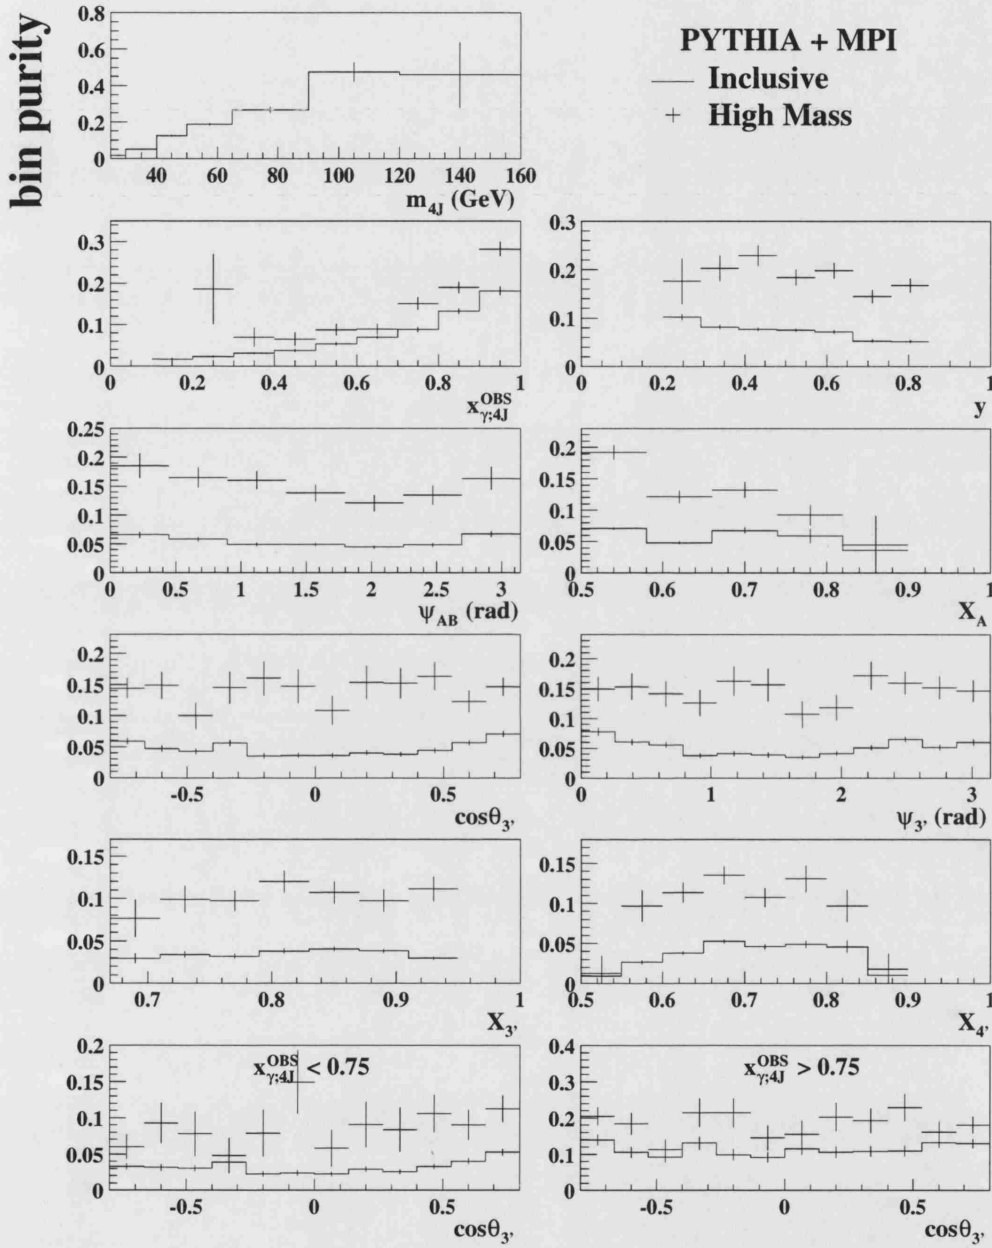 bin purity
PYTHIA + MPI
Inclusive
High Mass
0.8
0.6
0.4
0.2
0
40 60 80 100 120 140 160
m4J (GeV)
0.3
0.2
0.1
0
0 0.2 0.4 0.6 0.8 1
xγ;4J OBS
0.3
0.2
0.1
0
0 0.2 0.4 0.6 0.8 1
y
0.25
0.2
0.15
0.1
0.05
0
0 0.5 1 1.5 2 2.5 3
ψAB (rad)
0.2
0.15
0.1
0.05
0
0.5 0.6 0.7 0.8 0.9 1
XA
0.2
0.15
0.1
0.05
0
-0.5 0 0.5
cosθ3'
0.2
0.15
0.1
0.05
0
0 1 2 3
ψ3' (rad)
0.15
0.1
0.05
0
0.7 0.8 0.9 1
X3'
0.15
0.1
0.05
0
0.5 0.6 0.7 0.8 0.9 1
X4'
0.2
0.15
0.1
0.05
0
xγ;4J OBS < 0.75
-0.5 0 0.5
cosθ3'
0.4
0.3
0.2
0.1
0
xγ;4J OBS > 0.75
-0.5 0 0.5
cosθ3'